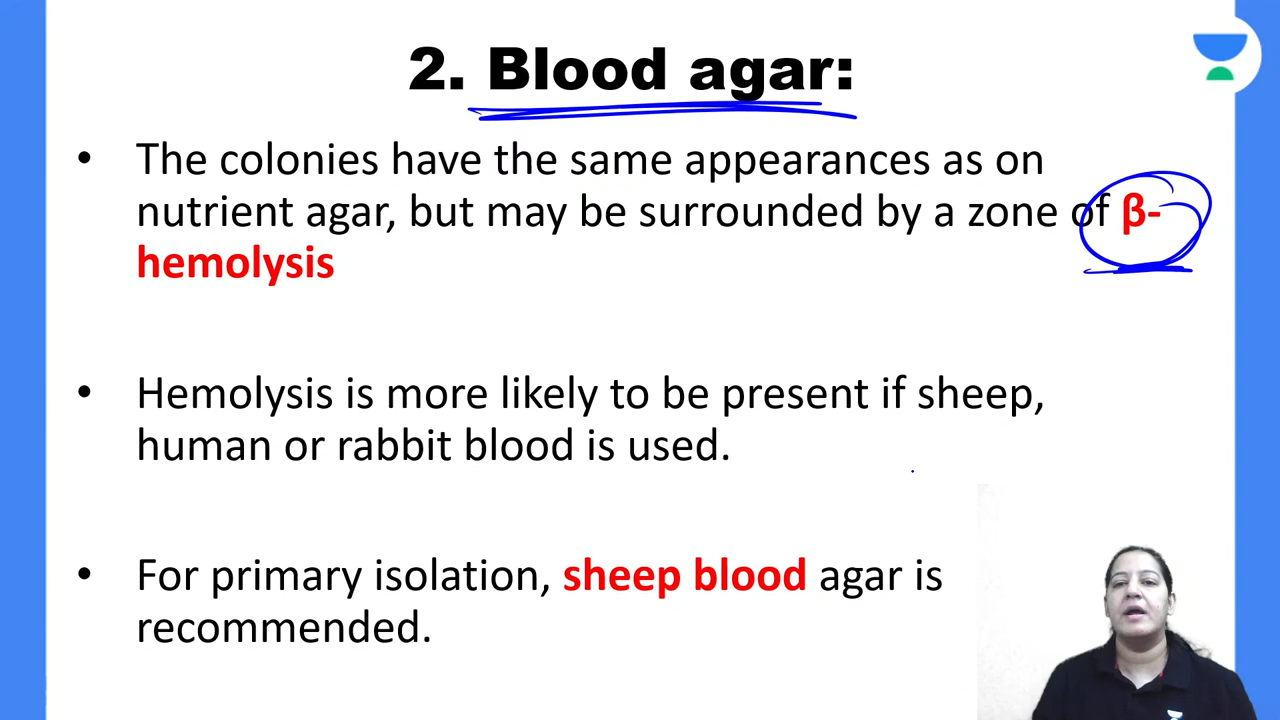 2. Blood agar:
• The colonies have the same appearances as on
nutrient agar, but may be surrounded by a zone of β-
hemolysis
• Hemolysis is more likely to be present if sheep,
human or rabbit blood is used.
• For primary isolation, sheep blood agar is
recommended.